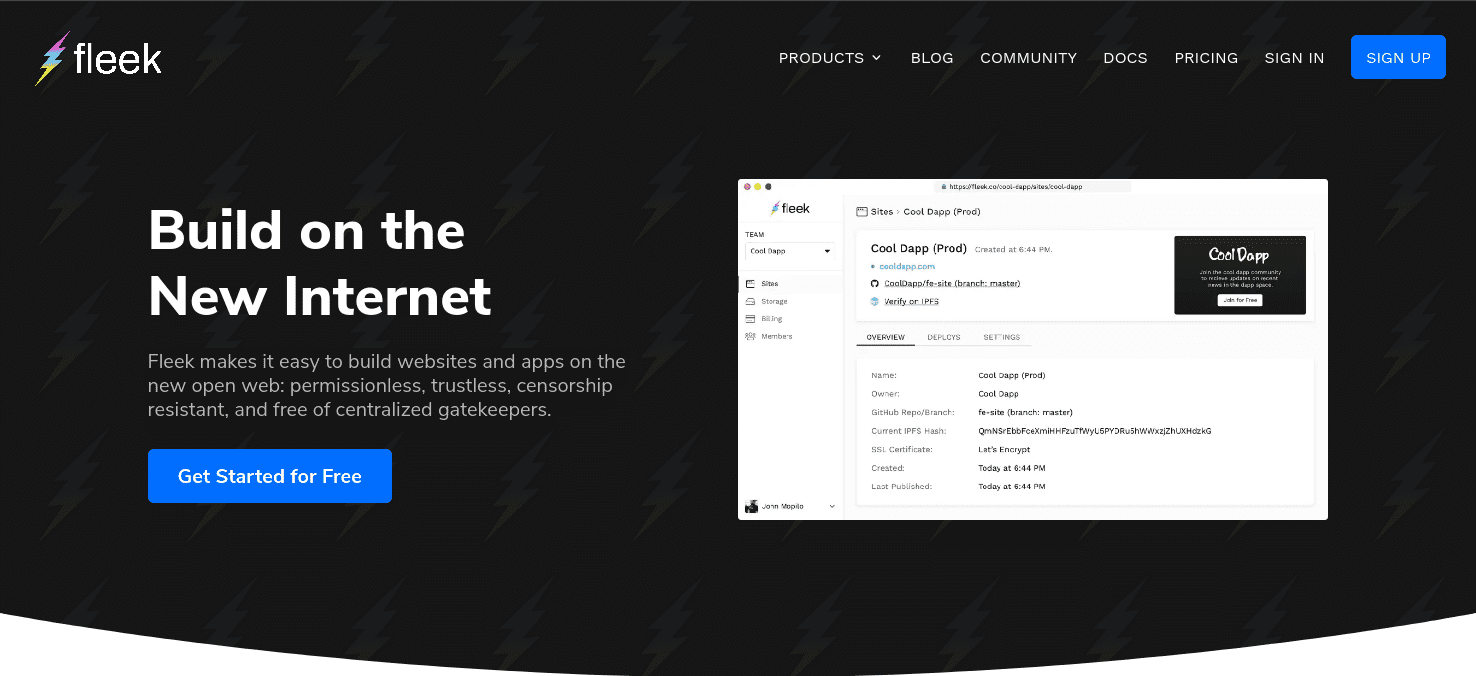 fleek
PRODUCTS
BLOG
COMMUNITY
DOCS
PRICING
SIGN IN
SIGN UP
Build on the
New Internet
Fleek makes it easy to build websites and apps on the
new open web: permissionless, trustless, censorship
resistant, and free of centralized gatekeepers.
Get Started for Free
https://fleek.co/cool-dapp/sites/cool-dapp
fleek
TEAM
Cool Dapp
Sites
Storage
Billing
Members
John Mopilo
Sites › Cool Dapp (Prod)
Cool Dapp (Prod) Created at 6:44 PM.
cooldapp.com
CoolDapp/fe-site (branch: master)
Verify on IPFS
Cool Dapp
Join the cool dapp community
to recieve updates on recent
news in the dapp space.
Join for Free
OVERVIEW
DEPLOYS
SETTINGS
Name: Cool Dapp (Prod)
Owner: Cool Dapp
GitHub Repo/Branch: fe-site (branch: master)
Current IPFS Hash:
SSL Certificate: Let's Encrypt
Created: Today at 6:44 PM
Last Published: Today at 6:44 PM